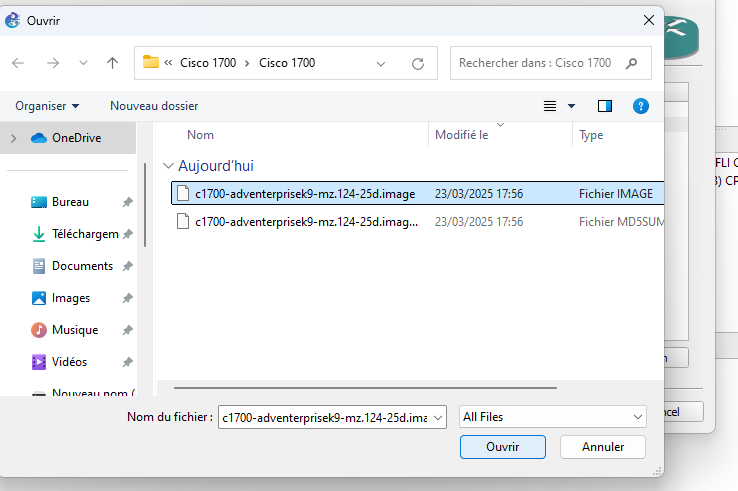 Ouvrir
« Cisco 1700 > Cisco 1700
Rechercher dans : Cisco 1700
Organiser
Nouveau dossier
OneDrive
Nom
Modifié le
Type
Aujourd'hui
c1700-adventerprisek9-mz.124-25d.image
23/03/2025 17:56
Fichier IMAGE
c1700-adventerprisek9-mz.124-25d.imag...
23/03/2025 17:56
Fichier MD5SUM
Bureau
Téléchargem
Documents
Images
Musique
Vidéos
Nouveau nom (
FLI C
) CP
Nom du fichier :
c1700-adventerprisek9-mz.124-25d.ima
All Files
Ouvrir
Annuler
ncel